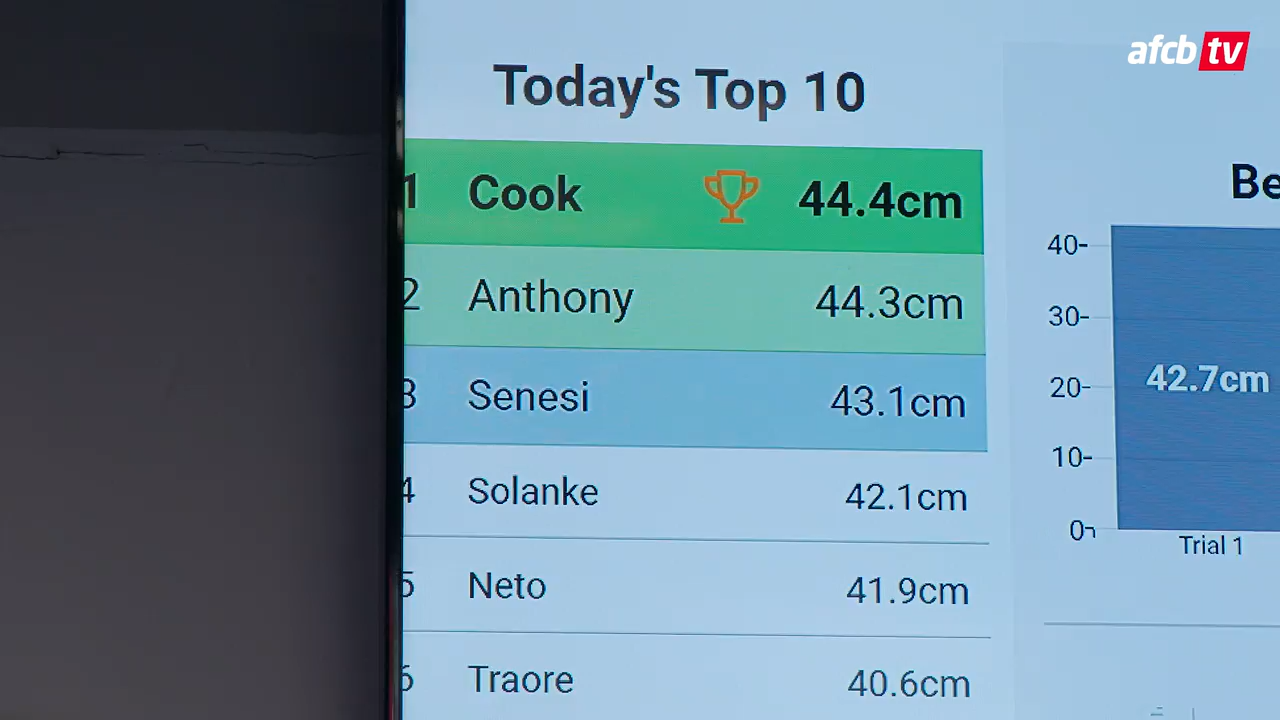 afcb tv
Today's Top 10
1 Cook 44.4cm
2 Anthony 44.3cm
3 Senesi 43.1cm
4 Solanke 42.1cm
5 Neto 41.9cm
6 Traore 40.6cm
Be
40-
30-
20-
10-
0
42.7cm
Trial 1